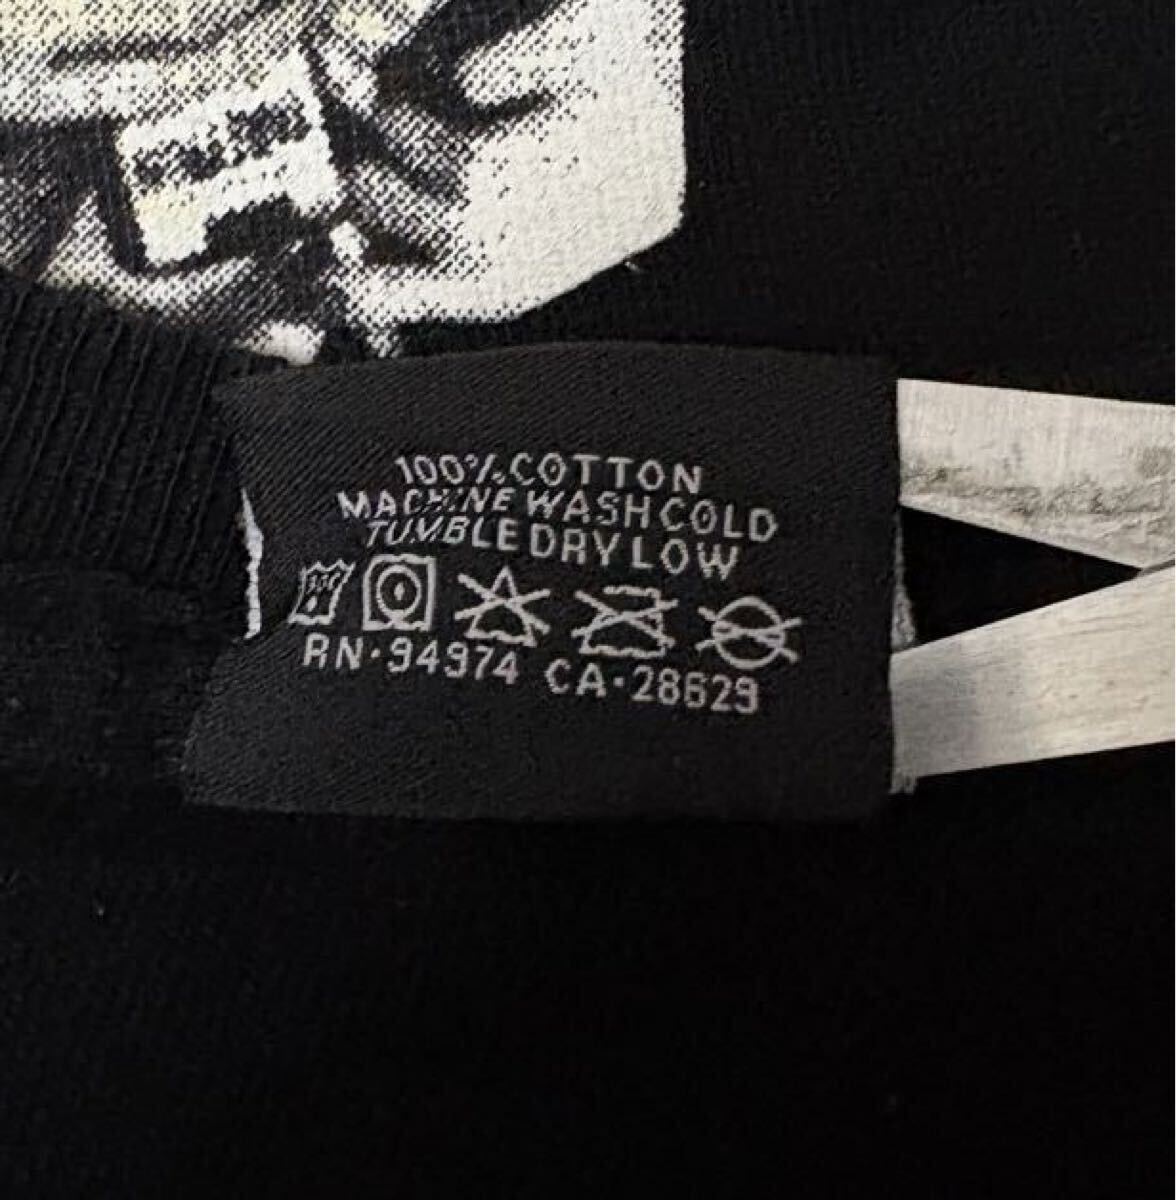 100% COTTON
MACHINE WASH COLD
TUMBLE DRY LOW
RN·94974 CA·28629